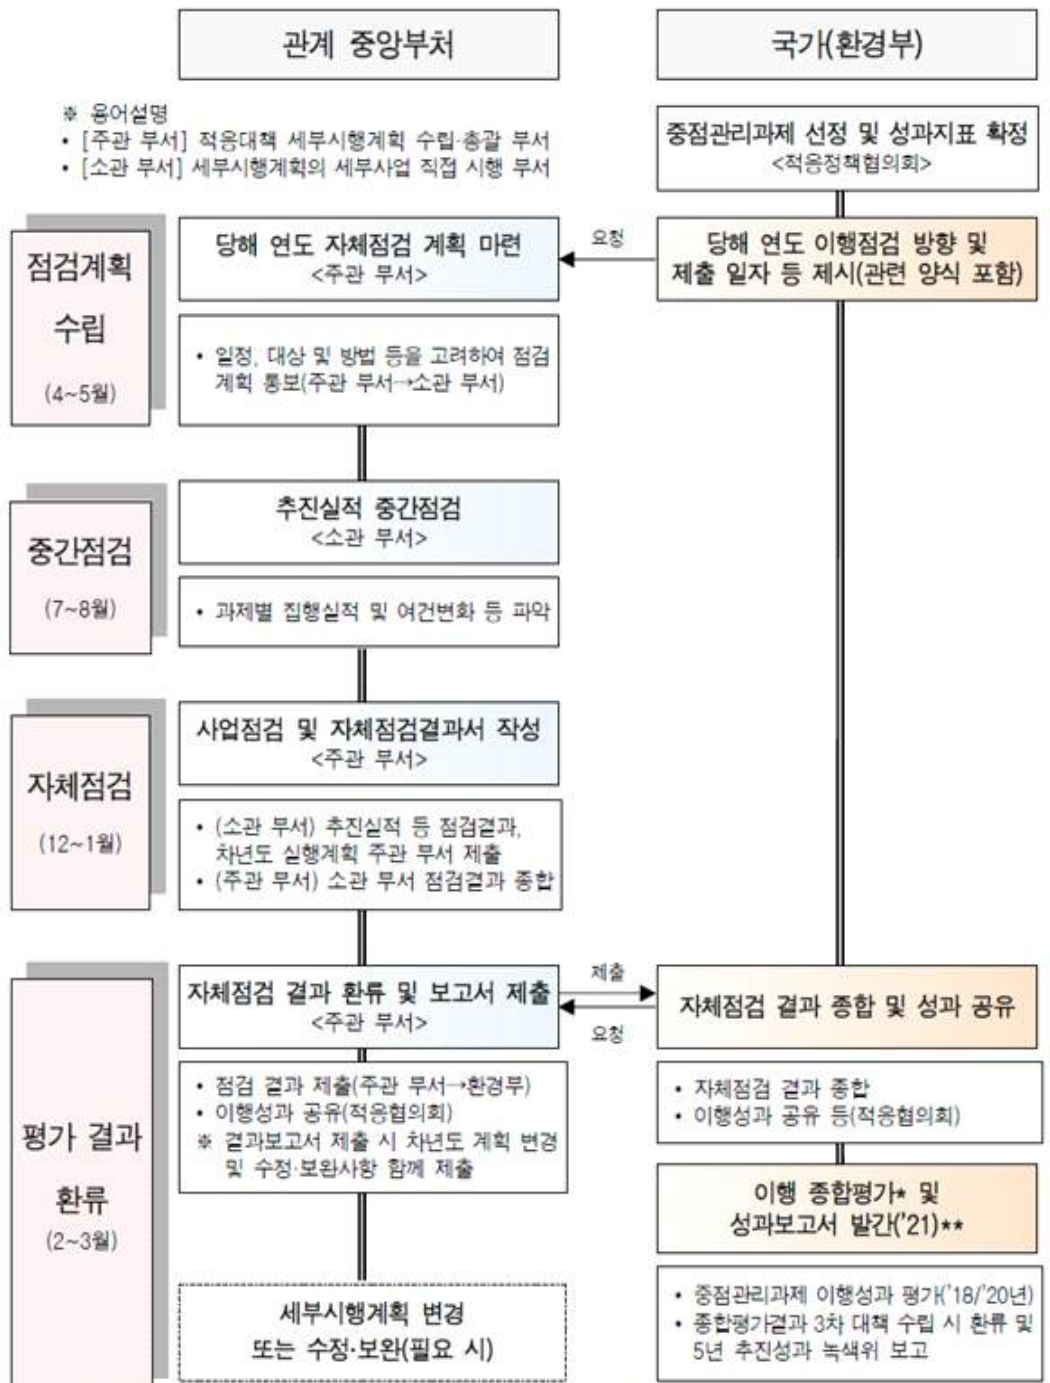 관계 중앙부처
국가(환경부)
※ 용어설명
• [주관 부서] 적응대책 세부시행계획 수립·총괄 부서
• [소관 부서] 세부시행계획의 세부사업 직접 시행 부서
중점관리과제 선정 및 성과지표 확정
<적응정책협의회>
점검계획
수립
(4~5월)
당해 연도 자체점검 계획 마련
<주관 부서>
요청
당해 연도 이행점검 방향 및
제출 일자 등 제시(관련 양식 포함)
• 일정, 대상 및 방법 등을 고려하여 점검
계획 통보(주관 부서→소관 부서)
중간점검
(7~8월)
추진실적 중간점검
<소관 부서>
• 과제별 집행실적 및 여건변화 등 파악
자체점검
(12~1월)
사업점검 및 자체점검결과서 작성
<주관 부서>
• (소관 부서) 추진실적 등 점검결과,
차년도 실행계획 주관 부서 제출
• (주관 부서) 소관 부서 점검결과 종합
평가 결과
환류
(2~3월)
자체점검 결과 환류 및 보고서 제출
<주관 부서>
제출
요청
자체점검 결과 종합 및 성과 공유
• 점검 결과 제출(주관 부서→환경부)
• 이행성과 공유(적응협의회)
※ 결과보고서 제출 시 차년도 계획 변경
및 수정·보완사항 함께 제출
• 자체점검 결과 종합
• 이행성과 공유 등(적응협의회)
이행 종합평가* 및
성과보고서 발간('21)**
세부시행계획 변경
또는 수정·보완(필요 시)
• 중점관리과제 이행성과 평가('18/'20년)
• 종합평가결과 3차 대책 수립 시 환류 및
5년 추진성과 녹색위 보고